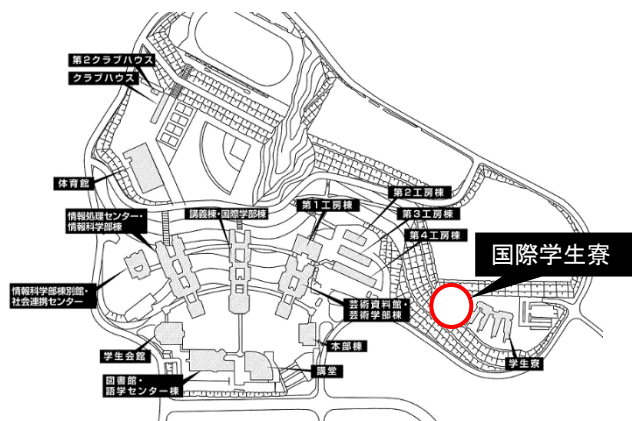 第2クラブハウス
クラブハウス
体育館
情報処理センター・
情報科学部棟
講義棟・国際学部棟
第1工房棟
第2工房棟
第3工房棟
第4工房棟
国際学生寮
情報科学部棟別館・
社会連携センター
芸術資料館・
芸術学部棟
学生会館
本部棟
学生寮
図書館・
語学センター棟
講堂